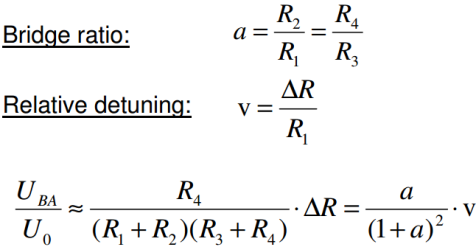 Bridge ratio: a = R₂/R₁ = R₄/R₃
Relative detuning: v = ΔR/R₁
U_BA/U₀ ≈ R₄/((R₁ + R₂)(R₃ + R₄)) · ΔR = a/(1+a)² · v